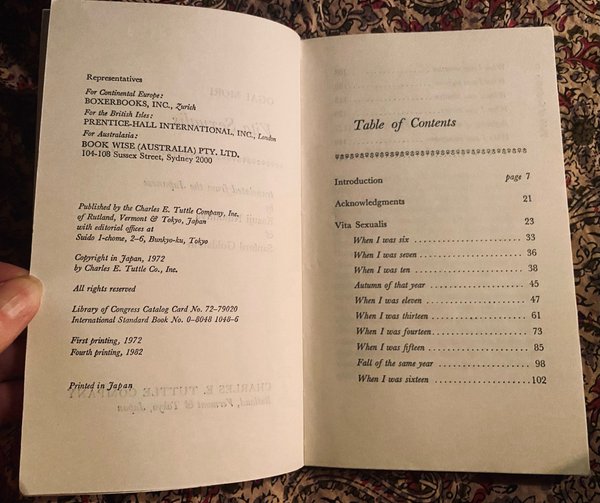 Representatives
For Continental Europe:
BOXERBOOKS, INC., Zurich
For the British Isles:
PRENTICE-HALL INTERNATIONAL, INC., London
For Australasia:
BOOK WISE (AUSTRALIA) PTY. LTD.
104-108 Sussex Street, Sydney 2000
Published by the Charles E. Tuttle Company, Inc.
of Rutland, Vermont & Tokyo, Japan
with editorial offices at
Suido 1-chome, 2-6, Bunkyo-ku, Tokyo
Copyright in Japan, 1972
by Charles E. Tuttle Co., Inc.
All rights reserved
Library of Congress Catalog Card No. 72-79020
International Standard Book No. 0-8048 1048-6
First printing, 1972
Fourth printing, 1982
Printed in Japan
Table of Contents
Introduction page 7
Acknowledgments 21
Vita Sexualis 23
When I was six .......................... 33
When I was seven ........................ 36
When I was ten .......................... 38
Autumn of that year ..................... 45
When I was eleven ....................... 47
When I was thirteen ..................... 61
When I was fourteen ..................... 73
When I was fifteen ...................... 85
Fall of the same year ................... 98
When I was sixteen ...................... 102